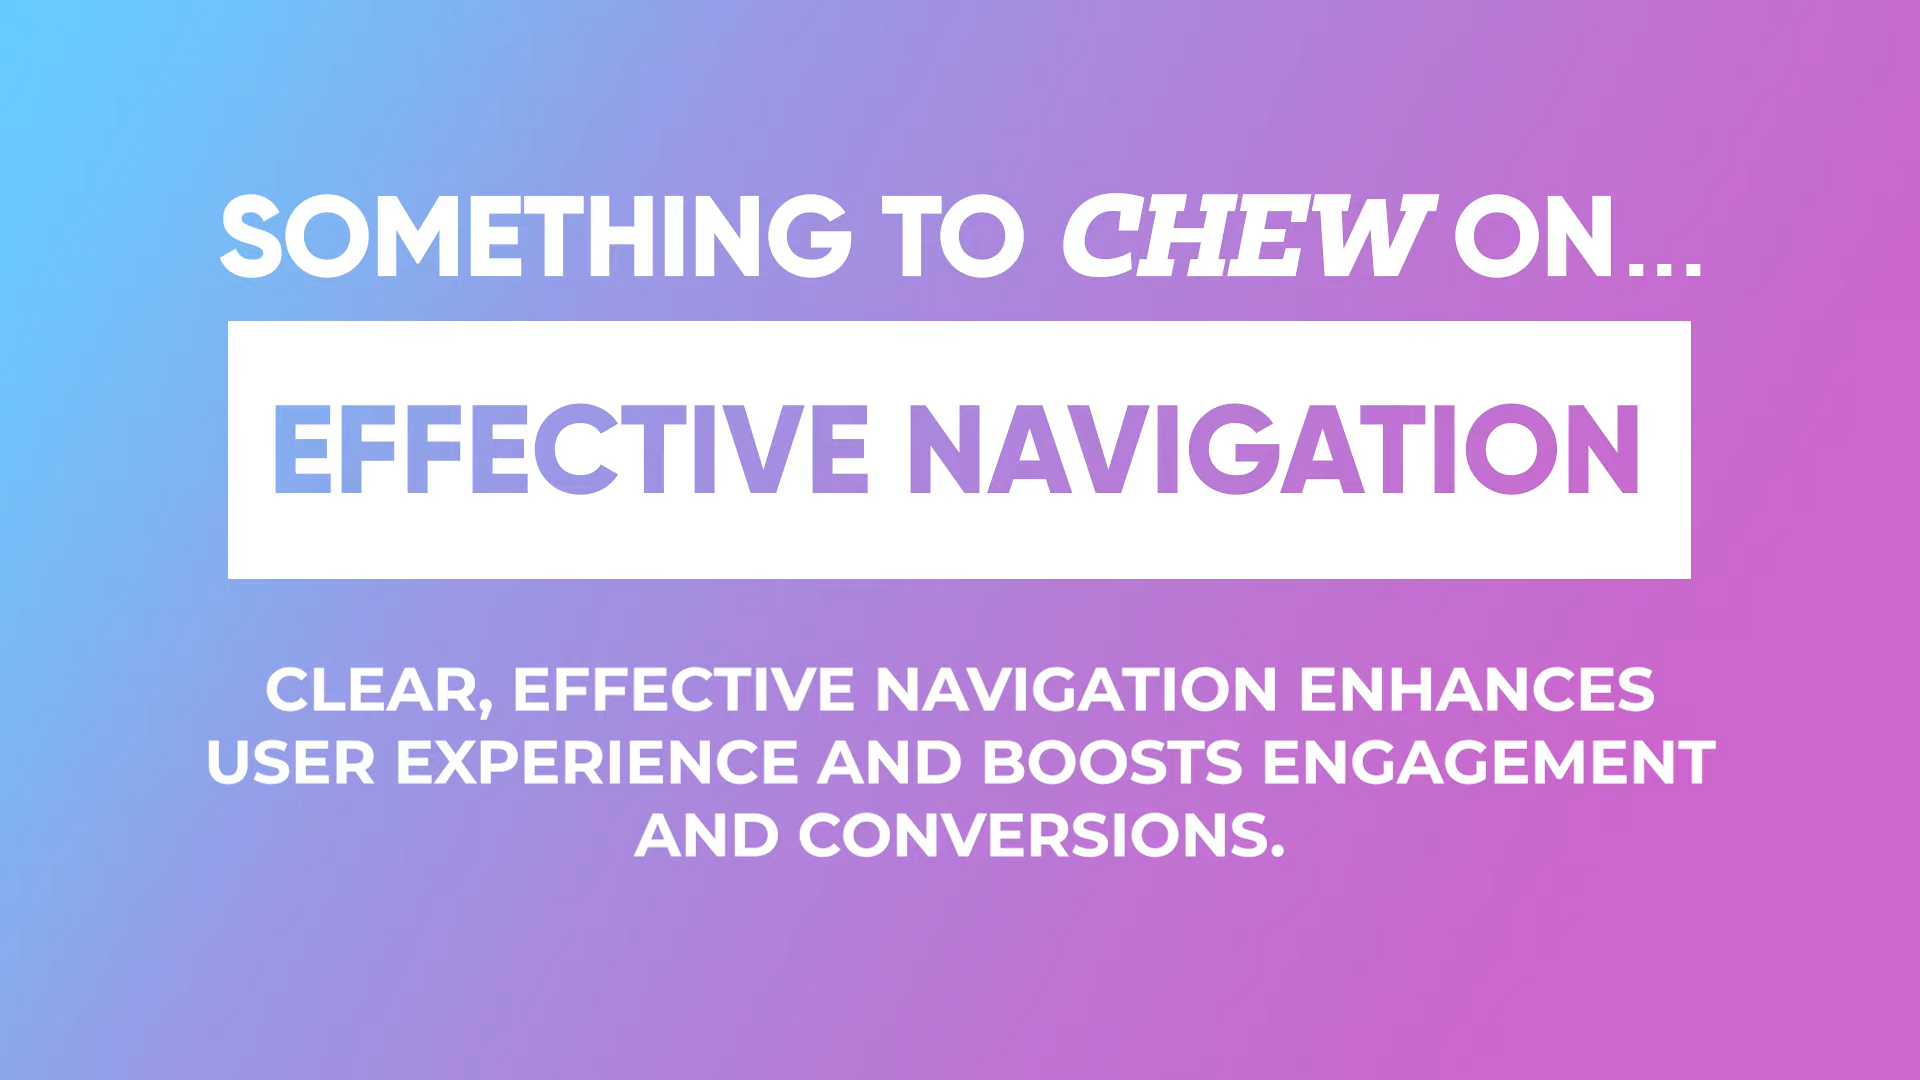 SOMETHING TO CHEW ON...
EFFECTIVE NAVIGATION
CLEAR, EFFECTIVE NAVIGATION ENHANCES
USER EXPERIENCE AND BOOSTS ENGAGEMENT
AND CONVERSIONS.